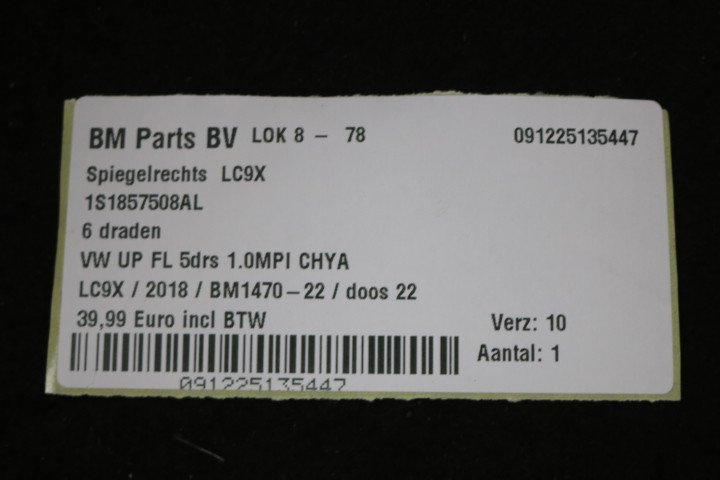 BM Parts BV LOK 8 - 78 091225135447
Spiegelrechts LC9X
1S1857508AL
6 draden
VW UP FL 5drs 1.0MPI CHYA
LC9X / 2018 / BM1470-22 / doos 22
39,99 Euro incl BTW Verz: 10
Aantal: 1
091225135447